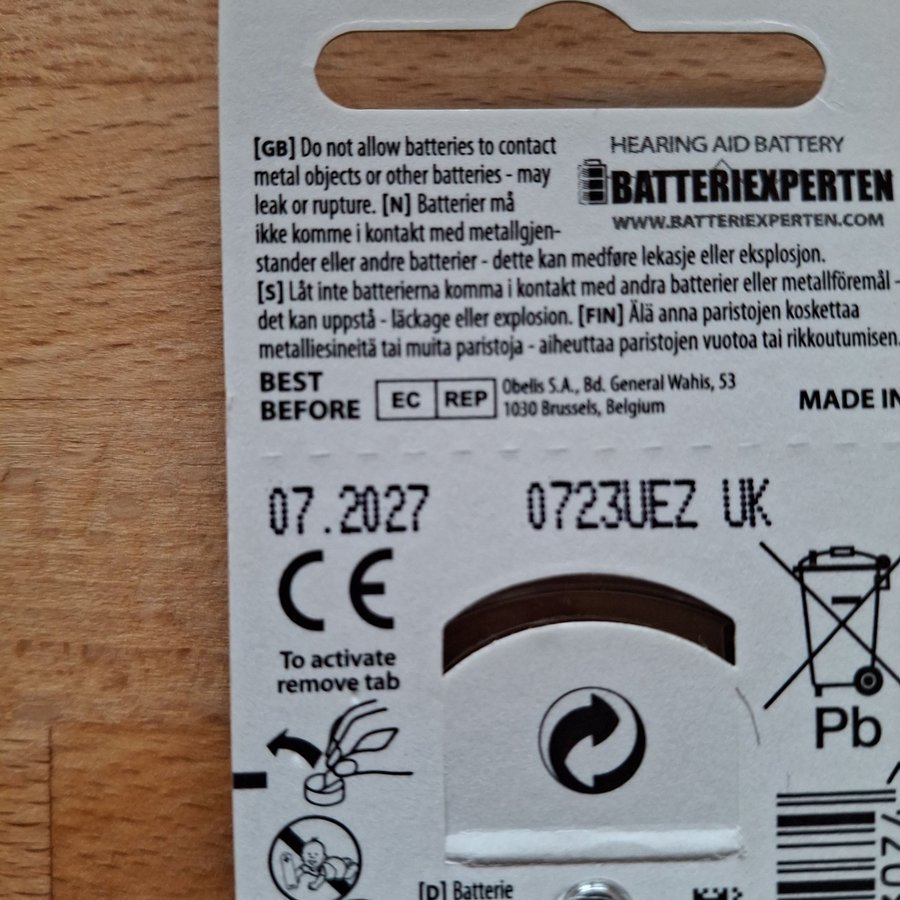 [GB] Do not allow batteries to contact
metal objects or other batteries - may
leak or rupture. [N] Batterier må
ikke komme i kontakt med metallgjen-
stander eller andre batterier - dette kan medføre lekasje eller eksplosjon.
[S] Låt inte batterierna komma i kontakt med andra batterier eller metallföremål -
det kan uppstå - läckage eller explosion. [FIN] Älä anna paristojen koskettaa
metalliesineitä tai muita paristoja - aiheuttaa paristojen vuotoa tai rikkoutumisen.
HEARING AID BATTERY
BATTERIEXPERTEN
WWW.BATTERIEXPERTEN.COM
BEST
BEFORE
EC REP
Obelis S.A., Bd. General Wahis, 53
1030 Brussels, Belgium
MADE IN
07.2027
0723UEZ UK
CE
To activate
remove tab
Pb
[D] Batterie